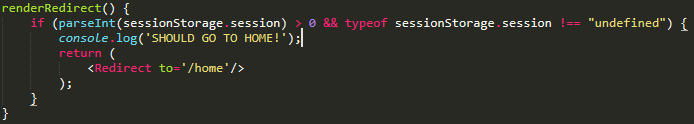 renderRedirect() {
    if (parseInt(sessionStorage.session) > 0 && typeof sessionStorage.session !== "undefined") {
        console.log('SHOULD GO TO HOME!');
        return (
            <Redirect to='/home'/>
        );
    }
}